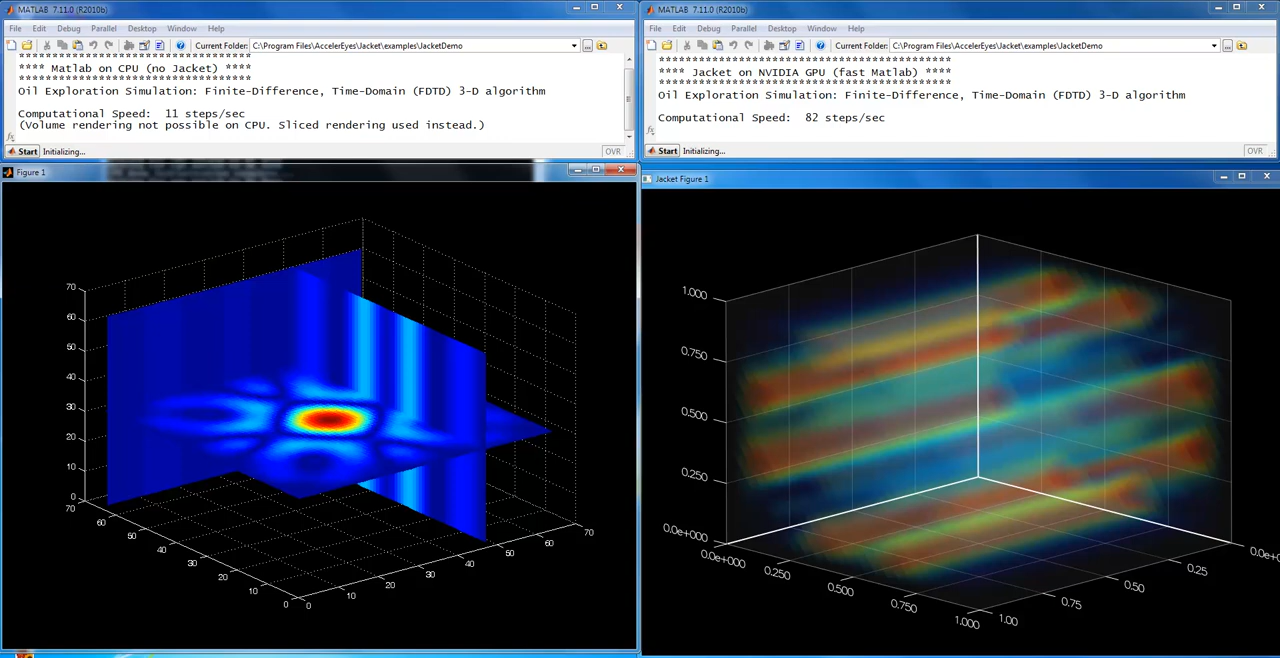 MATLAB 7.11.0 (R2010b)
File Edit Debug Parallel Desktop Window Help
Current Folder: C:\Program Files\AccelerEyes\Jacket\examples\JacketDemo
****************************************
**** Matlab on CPU (no Jacket) ****
****************************************
Oil Exploration Simulation: Finite-Difference, Time-Domain (FDTD) 3-D algorithm
Computational Speed: 11 steps/sec
(Volume rendering not possible on CPU. Sliced rendering used instead.)
fx
Start Initializing...
OVR
Figure 1
70
60
50
40
30
20
10
0
70
60
50
40
30
20
10
0
0
10
20
30
40
50
60
70
MATLAB 7.11.0 (R2010b)
File Edit Debug Parallel Desktop Window Help
Current Folder: C:\Program Files\AccelerEyes\Jacket\examples\JacketDemo
**************************************************
**** Jacket on NVIDIA GPU (fast Matlab) ****
**************************************************
Oil Exploration Simulation: Finite-Difference, Time-Domain (FDTD) 3-D algorithm
Computational Speed: 82 steps/sec
fx
Start Initializing...
OVR
Jacket Figure 1
1.000
0.750
0.500
0.250
0.0e+000
0.0e+000
0.250
0.500
0.750
1.000
1.00
0.75
0.50
0.25